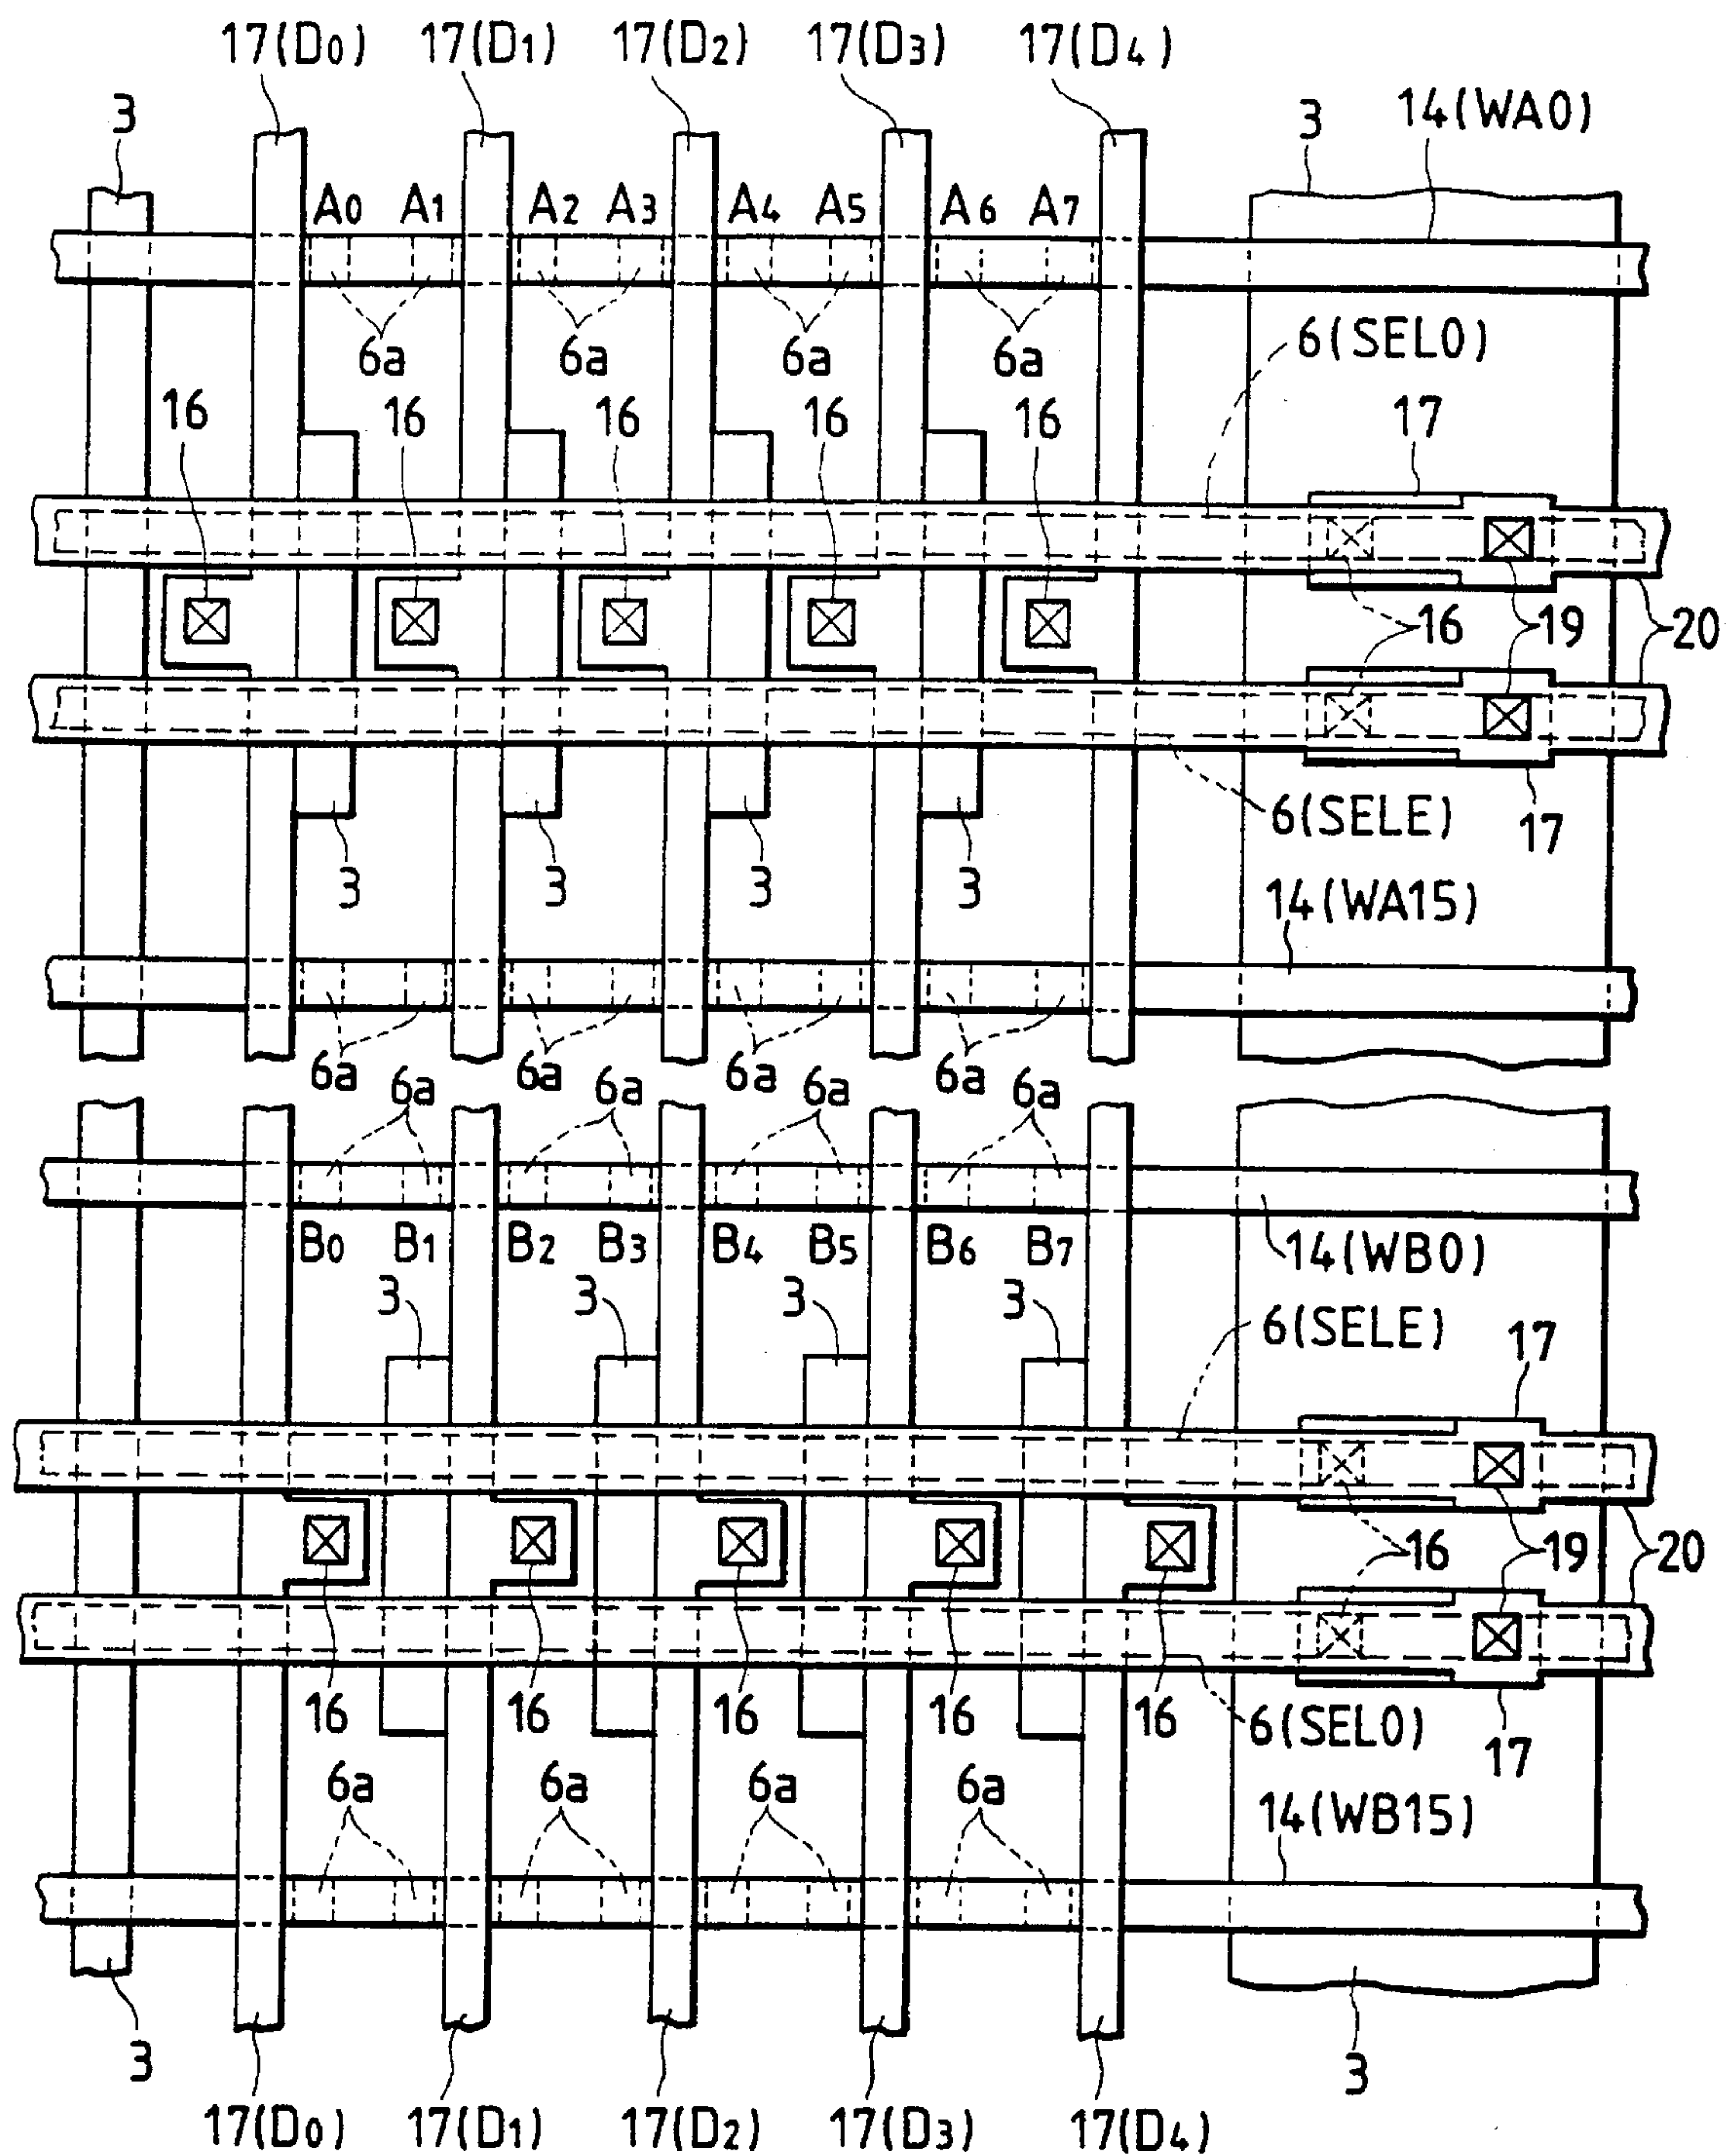 17(D0) 17(D1) 17(D2) 17(D3) 17(D4)
3 3 14(WA0)
A0 A1 A2 A3 A4 A5 A6 A7
6a 6a 6a 6a 6(SEL0)
16 16 16 16 16 17
16 19 20
6(SELE) 17
3 3 3 3
14(WA15)
6a 6a 6a 6a
6a 6a 6a 6a
B0 B1 B2 B3 B4 B5 B6 B7 14(WB0)
3 3 3 3 6(SELE) 17
16 19 20
16 16 16 16 16 6(SEL0) 17
6a 6a 6a 6a 14(WB15)
3 3
17(D0) 17(D1) 17(D2) 17(D3) 17(D4)